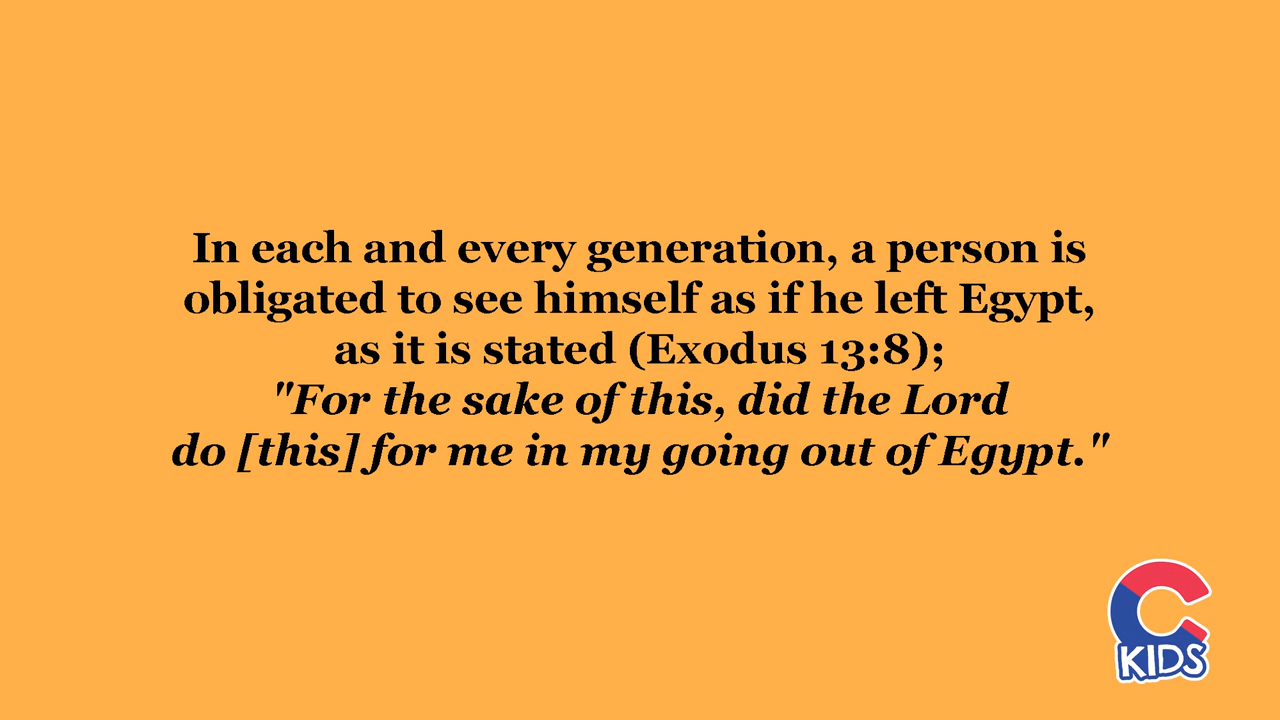 In each and every generation, a person is
obligated to see himself as if he left Egypt,
as it is stated (Exodus 13:8);
"For the sake of this, did the Lord
do [this] for me in my going out of Egypt."
C
KIDS